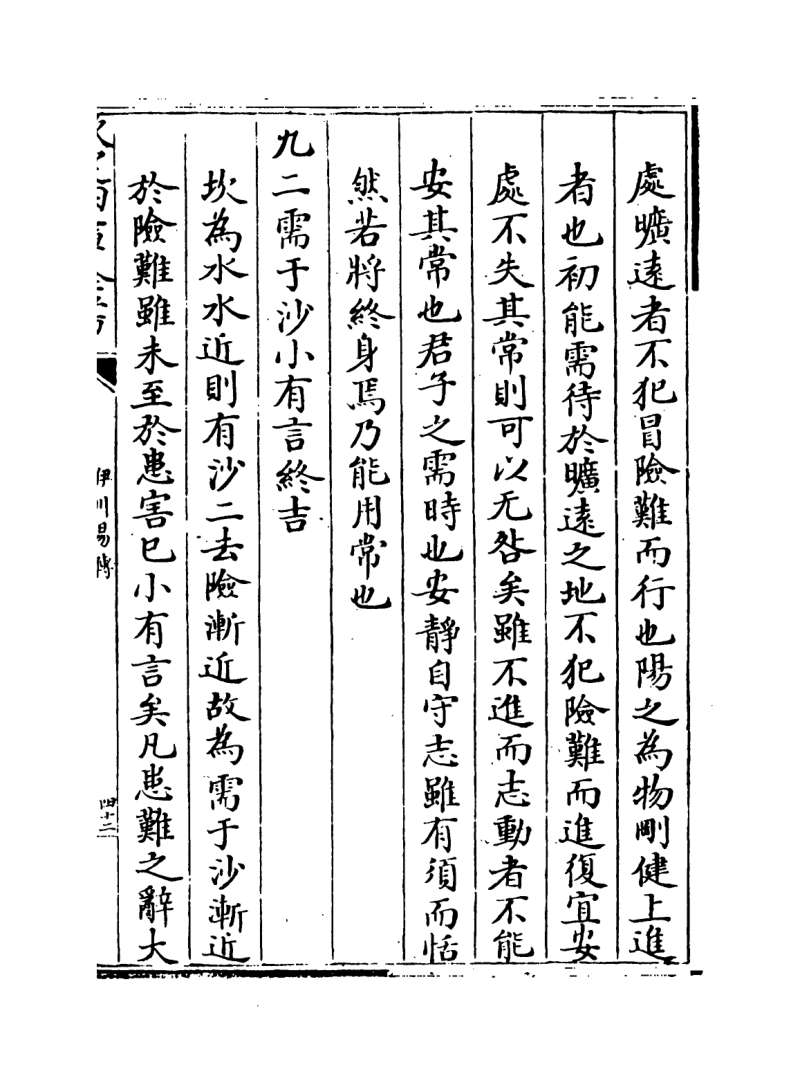 處曠遠者不犯冒險難而行也陽之為物剛健上進
者也初能需待於曠遠之地不犯險難而進復宜安
處不失其常則可以无咎矣雖不進而志動者不能
安其常也君子之需時也安靜自守志雖有須而恬
然若將終身焉乃能用常也
九二需于沙小有言終吉
坎為水水近則有沙二去險漸近故為需于沙漸近
於險難雖未至於患害已小有言矣凡患難之辭大
伊川易傳
四十二